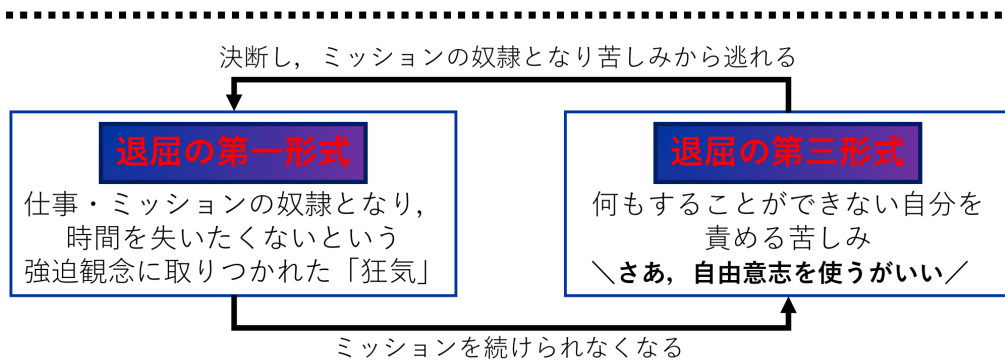 決断し，ミッションの奴隷となり苦しみから逃れる
退屈の第一形式
仕事・ミッションの奴隷となり，
時間を失いたくないという
強迫観念に取りつかれた「狂気」
退屈の第三形式
何もすることができない自分を
責める苦しみ
＼さあ，自由意志を使うがいい／
ミッションを続けられなくなる